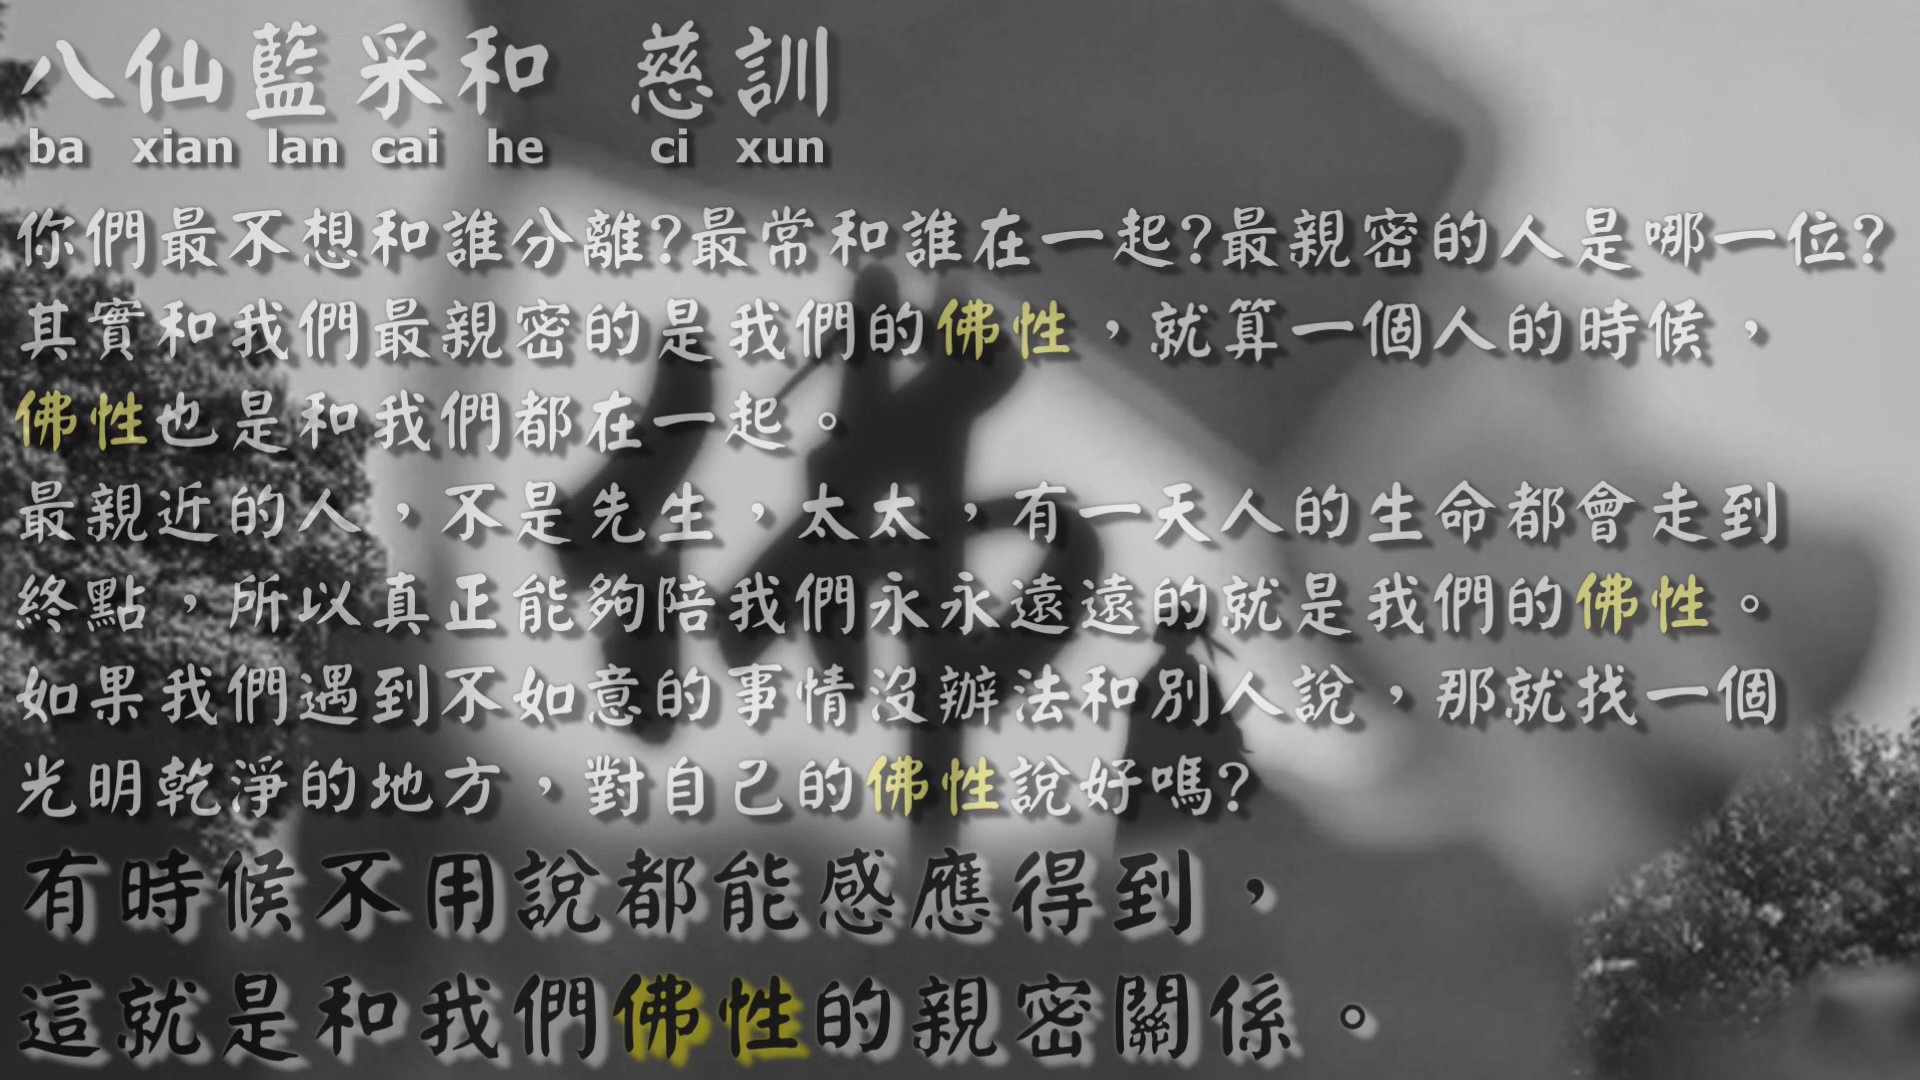 八仙藍采和 慈訓
ba xian lan cai he ci xun
你們最不想和誰分離?最常和誰在一起?最親密的人是哪一位?
其實和我們最親密的是我們的佛性，就算一個人的時候，
佛性也是和我們都在一起。
最親近的人，不是先生，太太，有一天人的生命都會走到
終點，所以真正能夠陪我們永永遠遠的就是我們的佛性。
如果我們遇到不如意的事情沒辦法和別人說，那就找一個
光明乾淨的地方，對自己的佛性說好嗎?
有時候不用說都能感應得到，
這就是和我們佛性的親密關係。
佛